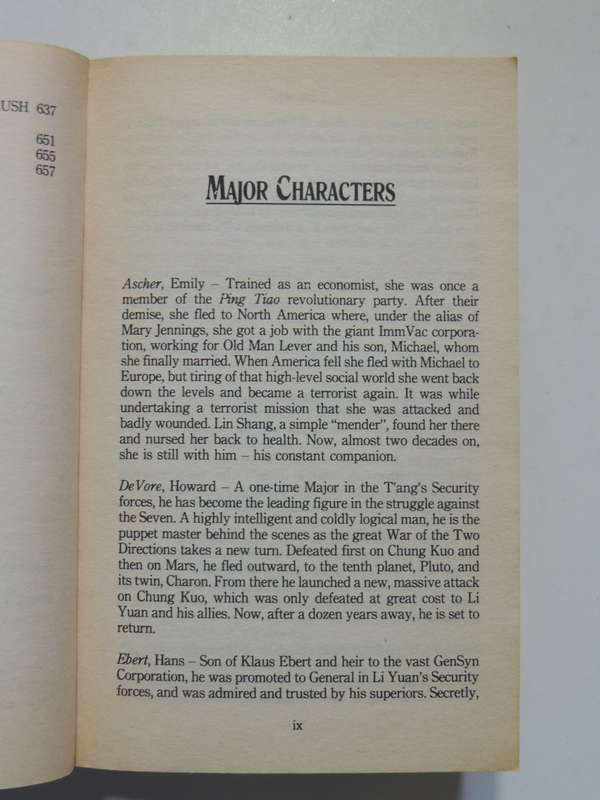 USH 637
651
655
657
MAJOR CHARACTERS
Ascher, Emily – Trained as an economist, she was once a
member of the Ping Tiao revolutionary party. After their
demise, she fled to North America where, under the alias of
Mary Jennings, she got a job with the giant ImmVac corpora-
tion, working for Old Man Lever and his son, Michael, whom
she finally married. When America fell she fled with Michael to
Europe, but tiring of that high-level social world she went back
down the levels and became a terrorist again. It was while
undertaking a terrorist mission that she was attacked and
badly wounded. Lin Shang, a simple "mender", found her there
and nursed her back to health. Now, almost two decades on,
she is still with him – his constant companion.
DeVore, Howard – A one-time Major in the T'ang's Security
forces, he has become the leading figure in the struggle against
the Seven. A highly intelligent and coldly logical man, he is the
puppet master behind the scenes as the great War of the Two
Directions takes a new turn. Defeated first on Chung Kuo and
then on Mars, he fled outward, to the tenth planet, Pluto, and
its twin, Charon. From there he launched a new, massive attack
on Chung Kuo, which was only defeated at great cost to Li
Yuan and his allies. Now, after a dozen years away, he is set to
return.
Ebert, Hans – Son of Klaus Ebert and heir to the vast GenSyn
Corporation, he was promoted to General in Li Yuan's Security
forces, and was admired and trusted by his superiors. Secretly,
ix